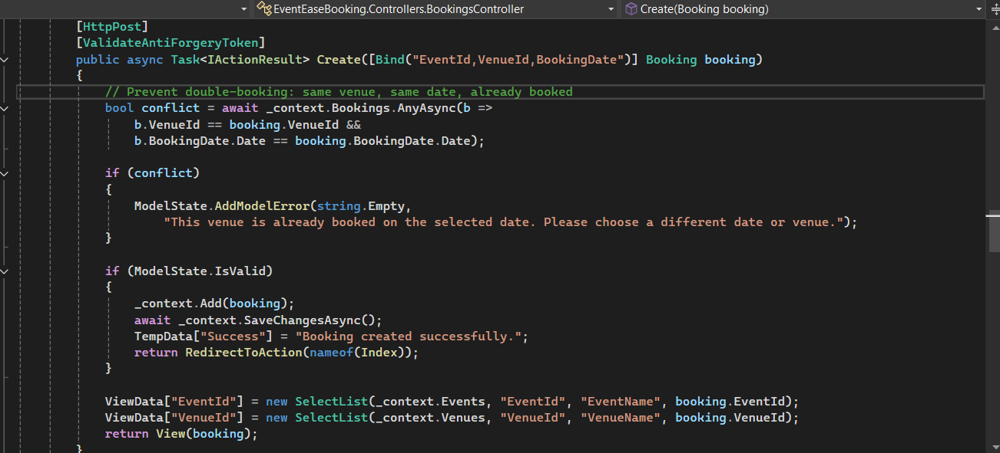 EventEaseBooking.Controllers.BookingsController
Create(Booking booking)
[HttpPost]
[ValidateAntiForgeryToken]
public async Task<IActionResult> Create([Bind("EventId,VenueId,BookingDate")] Booking booking)
{
// Prevent double-booking: same venue, same date, already booked
bool conflict = await _context.Bookings.AnyAsync(b =>
b.VenueId == booking.VenueId &&
b.BookingDate.Date == booking.BookingDate.Date);
if (conflict)
{
ModelState.AddModelError(string.Empty,
"This venue is already booked on the selected date. Please choose a different date or venue.");
}
if (ModelState.IsValid)
{
_context.Add(booking);
await _context.SaveChangesAsync();
TempData["Success"] = "Booking created successfully.";
return RedirectToAction(nameof(Index));
}
ViewData["EventId"] = new SelectList(_context.Events, "EventId", "EventName", booking.EventId);
ViewData["VenueId"] = new SelectList(_context.Venues, "VenueId", "VenueName", booking.VenueId);
return View(booking);
}